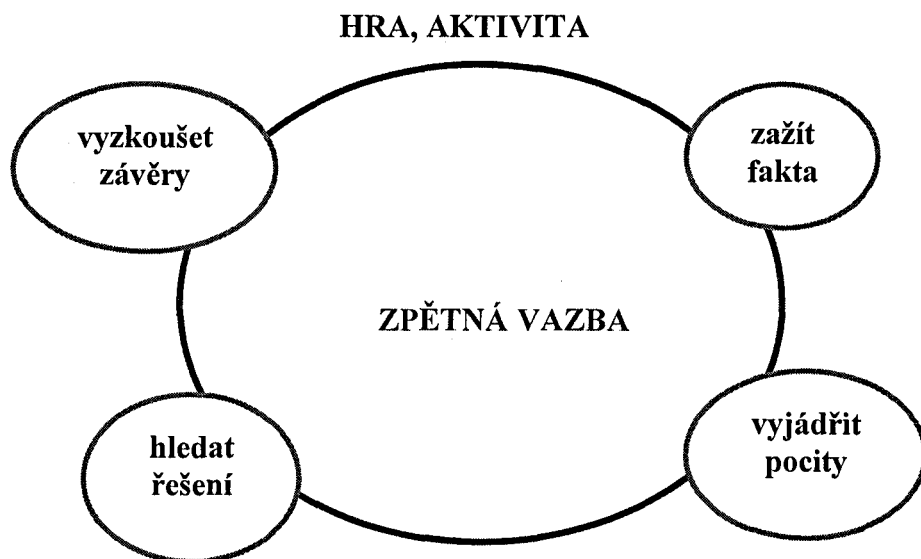 HRA, AKTIVITA
vyzkoušet
závěry
zažít
fakta
ZPĚTNÁ VAZBA
hledat
řešení
vyjádřit
pocity